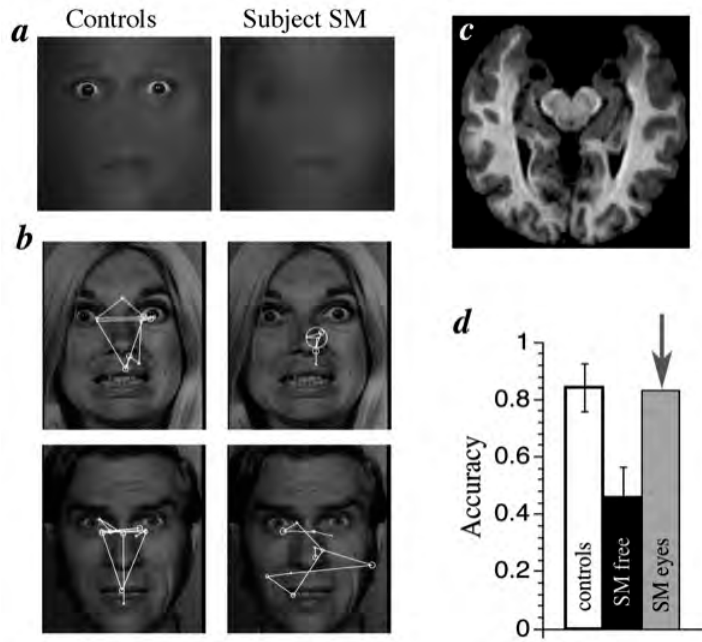 a
Controls
Subject SM
c
b
d
Accuracy
1
0.8
0.6
0.4
0.2
0
controls
SM free
SM eyes